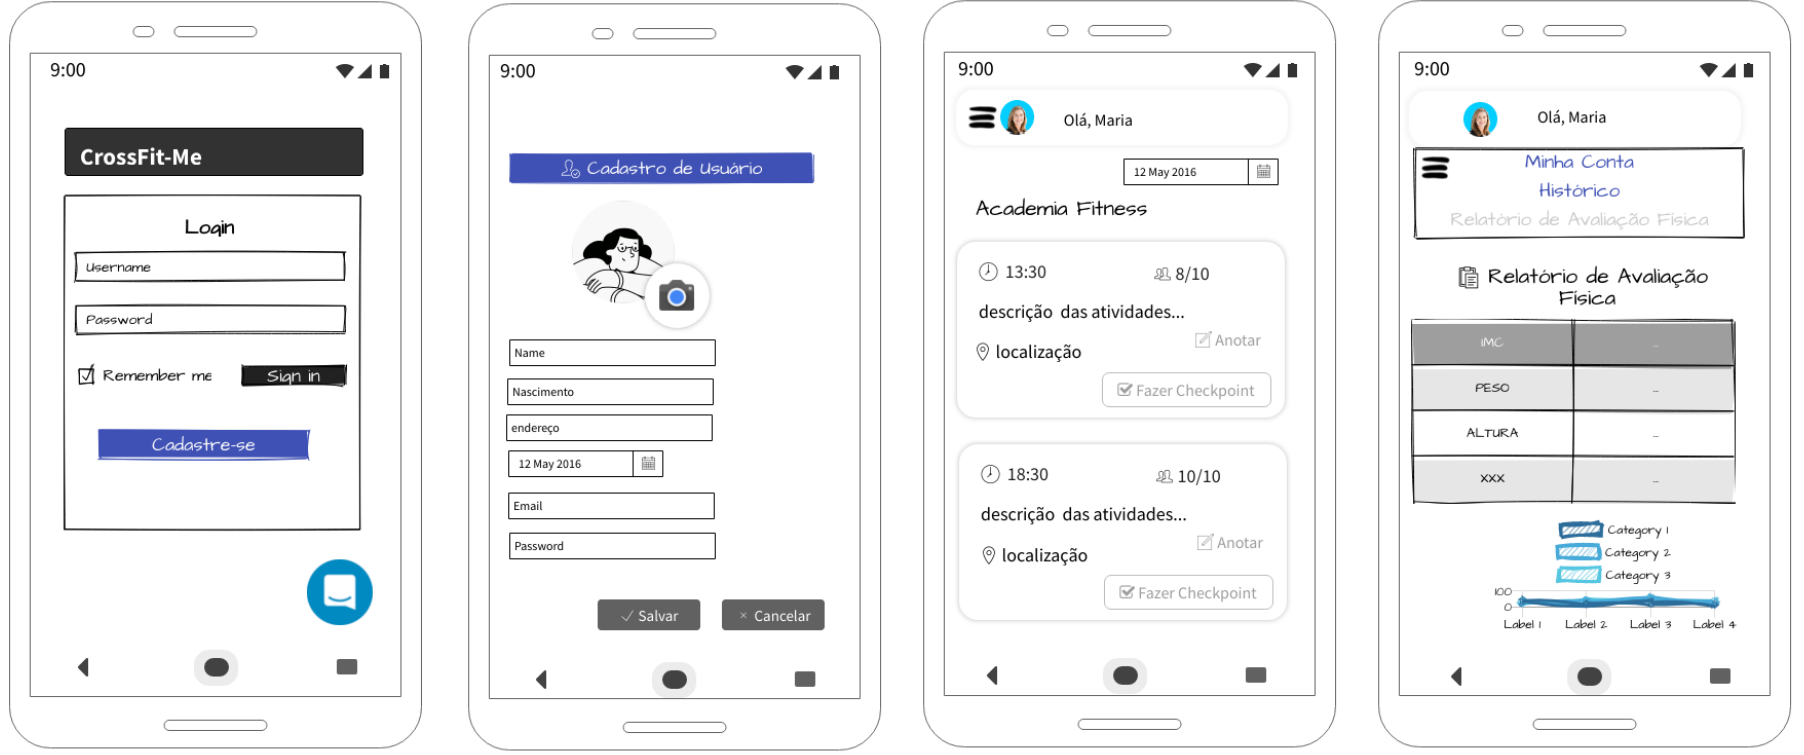 9:00
CrossFit-Me
Login
Username
Password
Remember me
Sign in
Cadastre-se
9:00
Cadastro de Usuário
Name
Nascimento
endereço
12 May 2016
Email
Password
Salvar
× Cancelar
9:00
Olá, Maria
12 May 2016
Academia Fitness
13:30
8/10
descrição das atividades...
Anotar
localização
Fazer Checkpoint
18:30
10/10
descrição das atividades...
Anotar
localização
Fazer Checkpoint
9:00
Olá, Maria
Minha Conta
Histórico
Relatório de Avaliação Física
Relatório de Avaliação
Física
IMC ...
PESO ...
ALTURA ...
XXX ...
Category 1
Category 2
Category 3
100
0
Label 1 Label 2 Label 3 Label 4